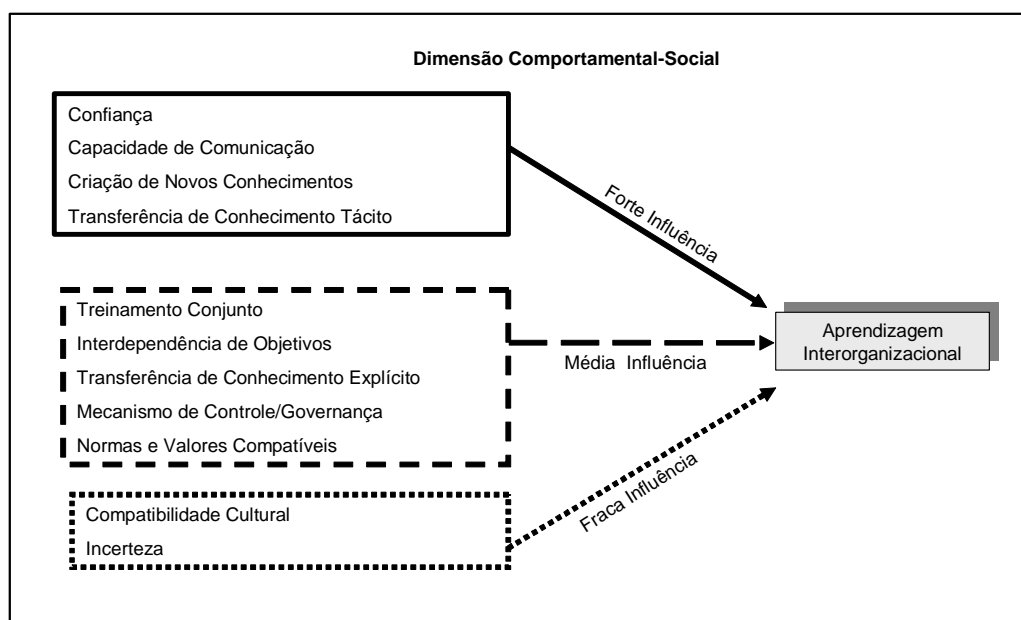 Dimensão Comportamental-Social
Confiança
Capacidade de Comunicação
Criação de Novos Conhecimentos
Transferência de Conhecimento Tácito
Forte Influência
Treinamento Conjunto
Interdependência de Objetivos
Transferência de Conhecimento Explícito
Mecanismo de Controle/Governança
Normas e Valores Compatíveis
Média Influência
Aprendizagem
Interorganizacional
Compatibilidade Cultural
Incerteza
Fraca Influência